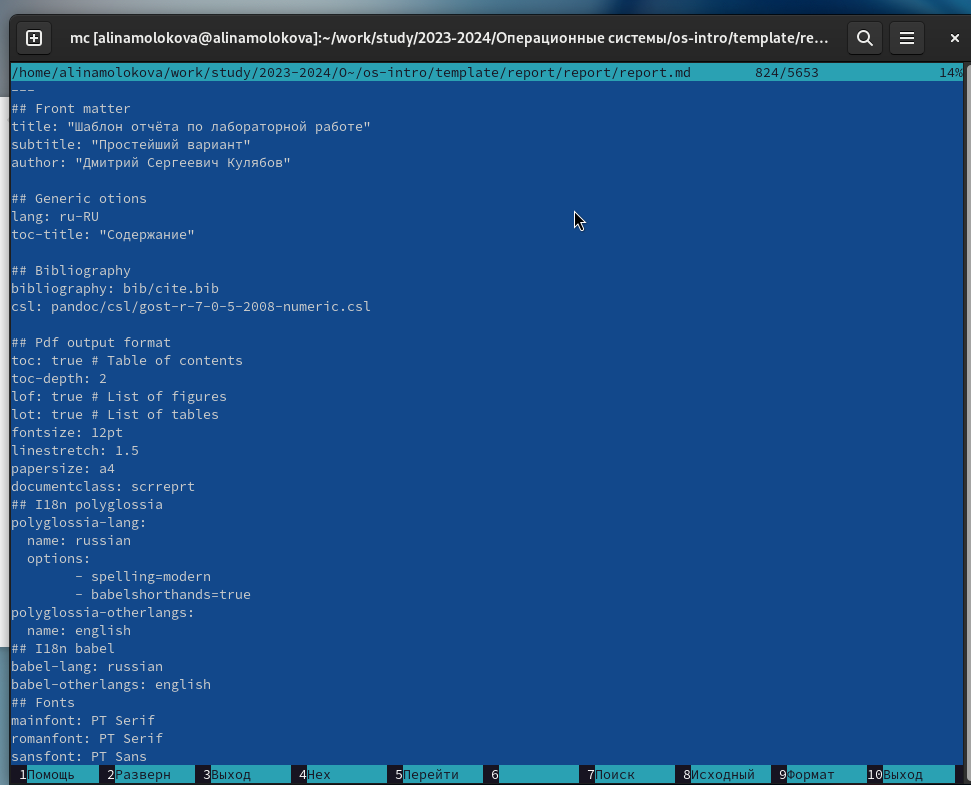 mc [alinamolokova@alinamolokova]:~/work/study/2023-2024/Операционные системы/os-intro/template/re...
/home/alinamolokova/work/study/2023-2024/О~/os-intro/template/report/report/report.md 824/5653 14%
---
## Front matter
title: "Шаблон отчёта по лабораторной работе"
subtitle: "Простейший вариант"
author: "Дмитрий Сергеевич Кулябов"
## Generic otions
lang: ru-RU
toc-title: "Содержание"
## Bibliography
bibliography: bib/cite.bib
csl: pandoc/csl/gost-r-7-0-5-2008-numeric.csl
## Pdf output format
toc: true # Table of contents
toc-depth: 2
lof: true # List of figures
lot: true # List of tables
fontsize: 12pt
linestretch: 1.5
papersize: a4
documentclass: scrreprt
## I18n polyglossia
polyglossia-lang:
  name: russian
  options:
        - spelling=modern
        - babelshorthands=true
polyglossia-otherlangs:
  name: english
## I18n babel
babel-lang: russian
babel-otherlangs: english
## Fonts
mainfont: PT Serif
romanfont: PT Serif
sansfont: PT Sans
1Помощь 2Разверн 3Выход 4Hex 5Перейти 6 7Поиск 8Исходный 9Формат 10Выход